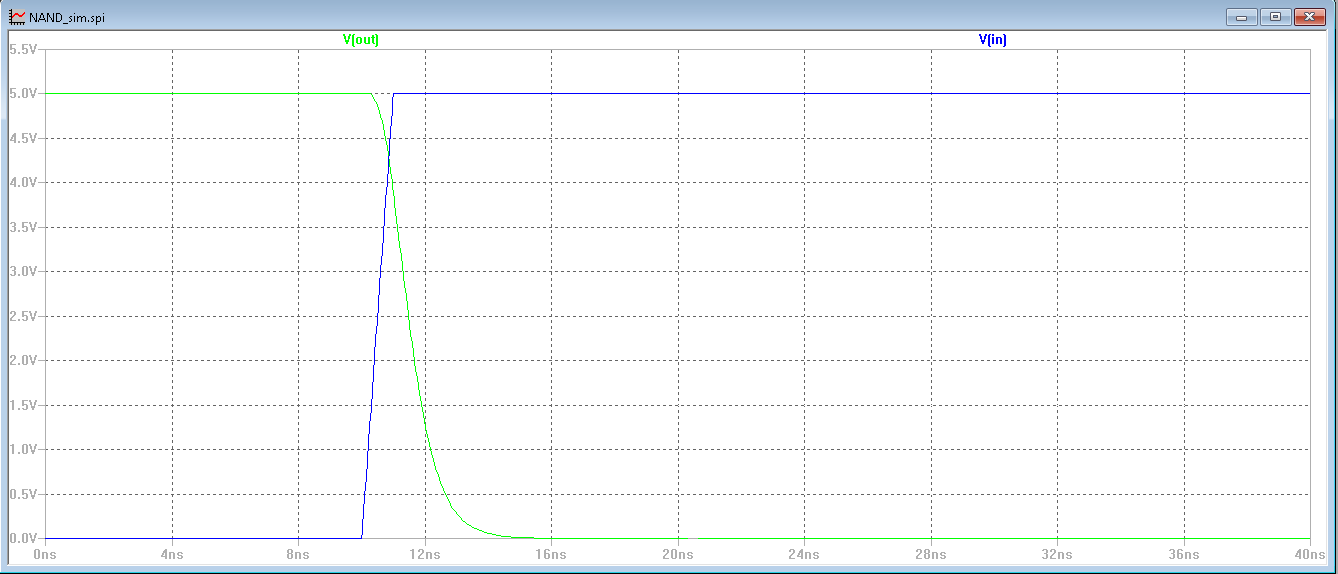 NAND_sim.spi
V(out) V(in)
5.5V
5.0V
4.5V
4.0V
3.5V
3.0V
2.5V
2.0V
1.5V
1.0V
0.5V
0.0V
0ns 4ns 8ns 12ns 16ns 20ns 24ns 28ns 32ns 36ns 40ns